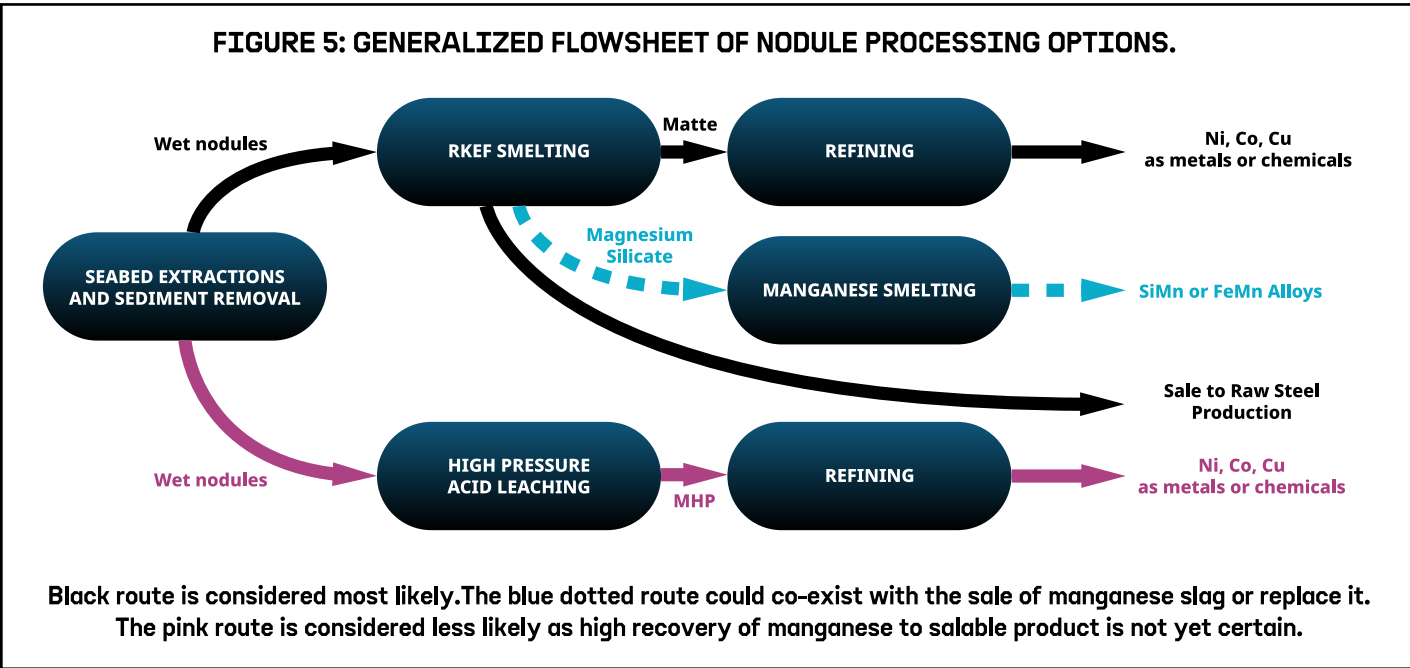 FIGURE 5: GENERALIZED FLOWSHEET OF NODULE PROCESSING OPTIONS.
Wet nodules
RKEF SMELTING
Matte
REFINING
Ni, Co, Cu
as metals or chemicals
SEABED EXTRACTIONS
AND SEDIMENT REMOVAL
Magnesium
Silicate
MANGANESE SMELTING
SiMn or FeMn Alloys
Sale to Raw Steel
Production
Wet nodules
HIGH PRESSURE
ACID LEACHING
MHP
REFINING
Ni, Co, Cu
as metals or chemicals
Black route is considered most likely.The blue dotted route could co-exist with the sale of manganese slag or replace it.
The pink route is considered less likely as high recovery of manganese to salable product is not yet certain.